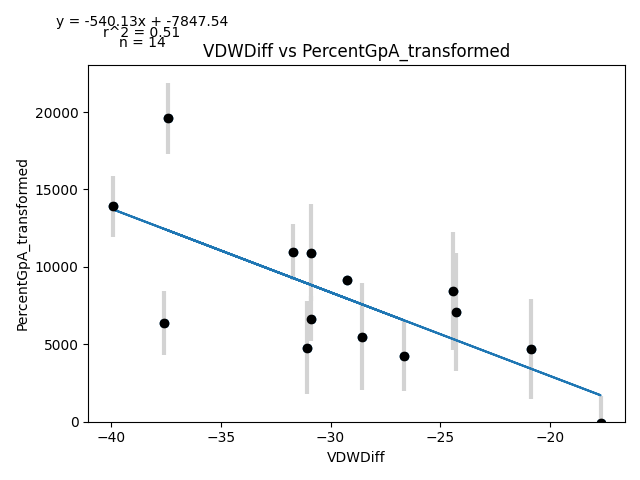 y = -540.13x + -7847.54
r^2 = 0.51
n = 14
VDWDiff vs PercentGpA_transformed
PercentGpA_transformed
20000
15000
10000
5000
0
−40
−35
−30
−25
−20
VDWDiff